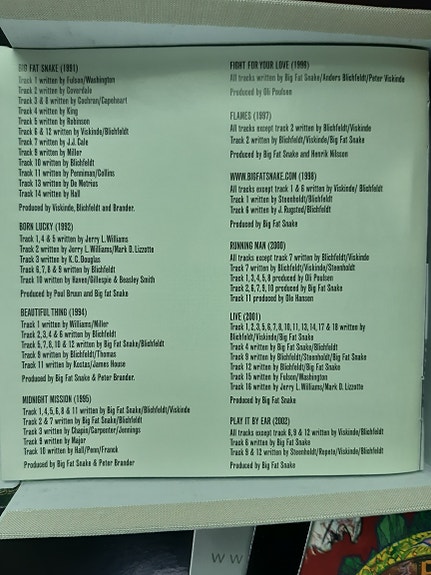 BIG FAT SNAKE (1991)
Track 1 written by Fulson/Washington
Track 2 written by Coverdale
Track 3 & 8 written by Cochran/Capeheart
Track 4 written by King
Track 5 written by Robinson
Track 6 & 12 written by Viskinde/Blichfeldt
Track 7 written by J.J. Cale
Track 9 written by Miller
Track 10 written by Blichfeldt
Track 11 written by Penniman/Collins
Track 13 written by De Metrius
Track 14 written by Hall
Produced by Viskinde, Blichfeldt and Brander.
BORN LUCKY (1992)
Track 1, 4 & 5 written by Jerry L. Williams
Track 2 written by Jerry L. Williams/Mark D. Lizzotte
Track 3 written by K.C. Douglas
Track 6, 7, 8 & 9 written by Blichfeldt
Track 10 written by Haven/Gillespie & Beasley Smith
Produced by Poul Bruun and Big fat Snake
BEAUTIFUL THING (1994)
Track 1 written by Williams/Miller
Track 2, 3, 4 & 6 written by Blichfeldt
Track 5, 7, 8, 10 & 12 written by Big Fat Snake/Blichfeldt
Track 9 written by Blichfeldt/Thomas
Track 11 written by Kostas/James House
Produced by Big Fat Snake & Peter Brander.
MIDNIGHT MISSION (1995)
Track 1, 4, 5, 6, 8 & 11 written by Big Fat Snake/Blichfeldt/Viskinde
Track 2 & 7 written by Big Fat Snake/Blichfeldt
Track 3 written by Chapin/Carpenter/Jennings
Track 9 written by Major
Track 10 written by Hall/Penn/Franck
Produced by Big Fat Snake & Peter Brander
FIGHT FOR YOUR LOVE (1996)
All tracks written by Big Fat Snake/Anders Blichfeldt/Peter Viskinde
Produced by Oli Poulsen
FLAMES (1997)
All tracks except track 2 written by Blichfeldt/Viskinde
Track 2 written by Blichfeldt/Viskinde/Big Fat Snake
Produced by Big Fat Snake and Henrik Nilsson
WWW.BIGFATSNAKE.COM (1998)
All tracks except track 1 & 6 written by Viskinde/ Blichfeldt
Track 1 written by Steenholdt/Blichfeldt
Track 6 written by J. Rugsted/Blichfeldt
Produced by Big Fat Snake
RUNNING MAN (2000)
All tracks except track 7 written by Blichfeldt/Viskinde
Track 7 written by Blichfeldt/Viskinde/Steenholdt
Track 1, 3, 4, 5, 8 produced by Oli Poulsen
Track 2, 6, 7, 9, 10 produced by Big Fat Snake
Track 11 produced by Ole Hansen
LIVE (2001)
Track 1, 2, 3, 5, 6, 7, 8, 10, 11, 13, 14, 17 & 18 written by
Blichfeldt/Viskinde/Big Fat Snake
Track 4 written by Big Fat Snake/Blichfeldt
Track 9 written by Blichfeldt/Steenholdt/Big Fat Snake
Track 12 written by Blichfeldt/Big Fat Snake
Track 15 written by Fulson/Washington
Track 16 written by Jerry L. Williams/Mark D. Lizzotte
Produced by Big Fat Snake
PLAY IT BY EAR (2002)
All tracks except track 6, 9 & 12 written by Viskinde/Blichfeldt
Track 6 written by Big Fat Snake
Track 9 & 12 written by Steenholdt/Repete/Viskinde/Blichfeldt
Produced by Big Fat Snake
ww